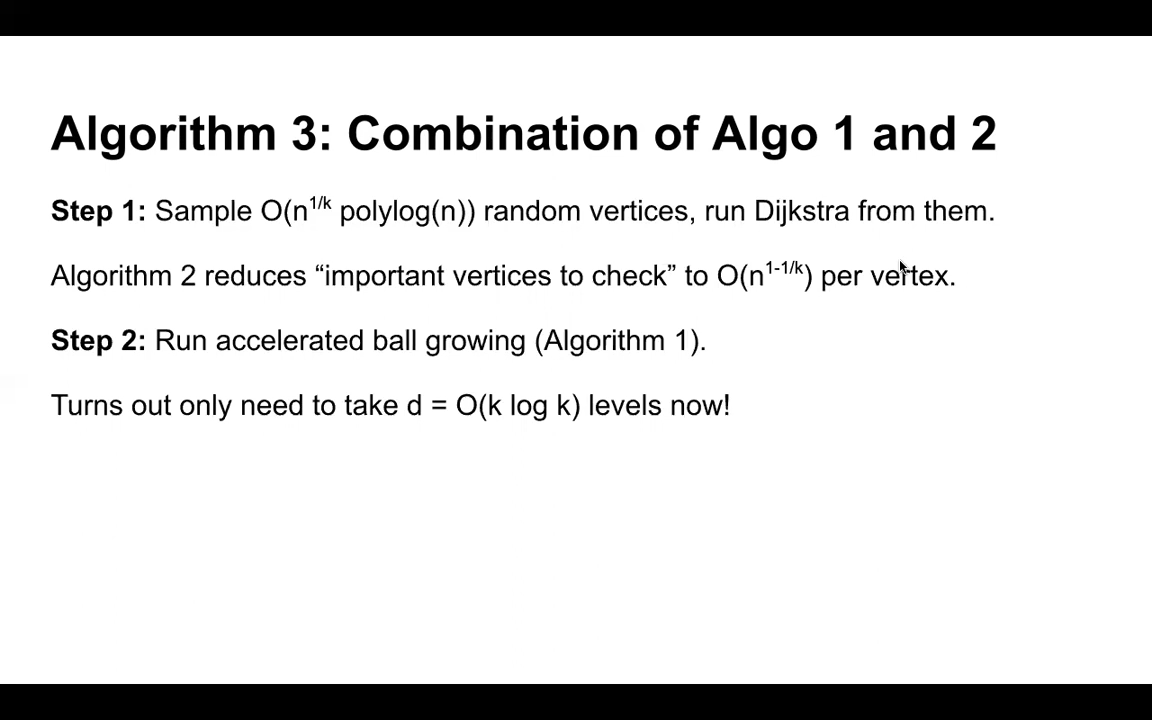 Algorithm 3: Combination of Algo 1 and 2
Step 1: Sample O(n^1/k polylog(n)) random vertices, run Dijkstra from them.
Algorithm 2 reduces “important vertices to check” to O(n^1-1/k) per vertex.
Step 2: Run accelerated ball growing (Algorithm 1).
Turns out only need to take d = O(k log k) levels now!